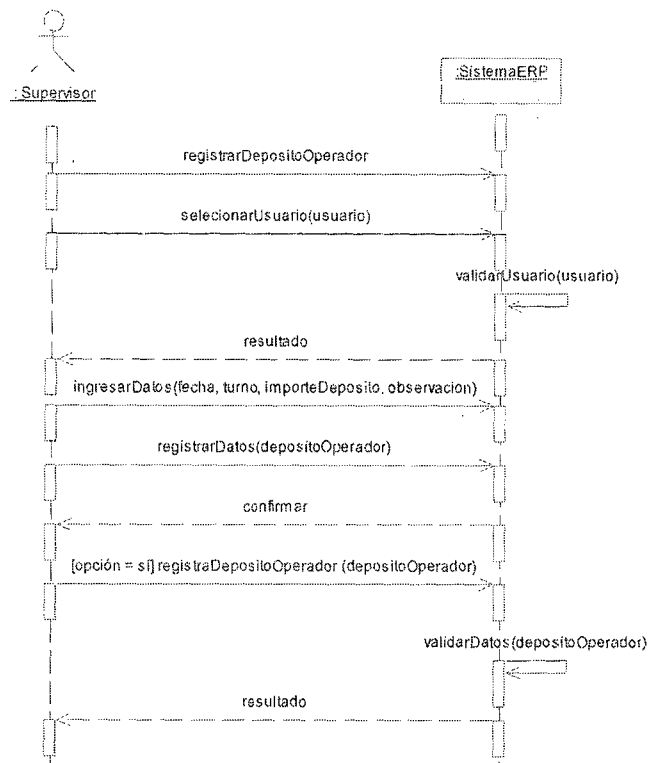 : Supervisor
:SistemaERP
registrarDepositoOperador
selecionarUsuario(usuario)
validarUsuario(usuario)
resultado
ingresarDatos(fecha, turno, importeDeposito, observacion)
registrarDatos(depositoOperador)
confirmar
[opción = si] registraDepositoOperador (depositoOperador)
validarDatos(depositoOperador)
resultado